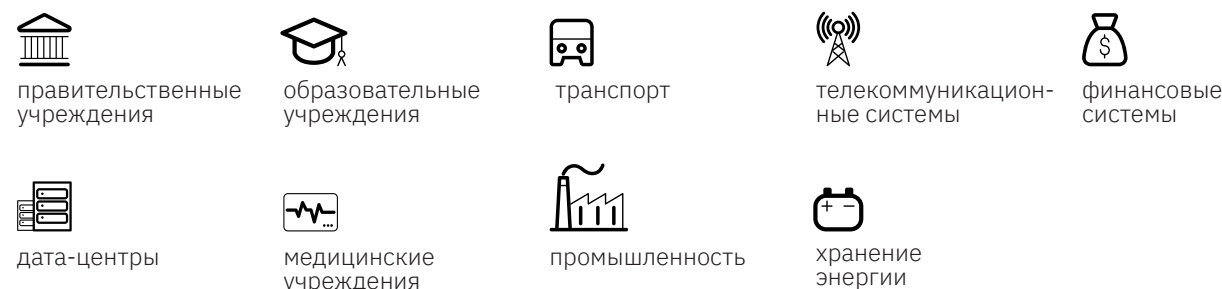 правительственные
учреждения
образовательные
учреждения
транспорт
телекоммуникацион-
ные системы
$
финансовые
системы
дата-центры
медицинские
учреждения
промышленность
+ −
хранение
энергии